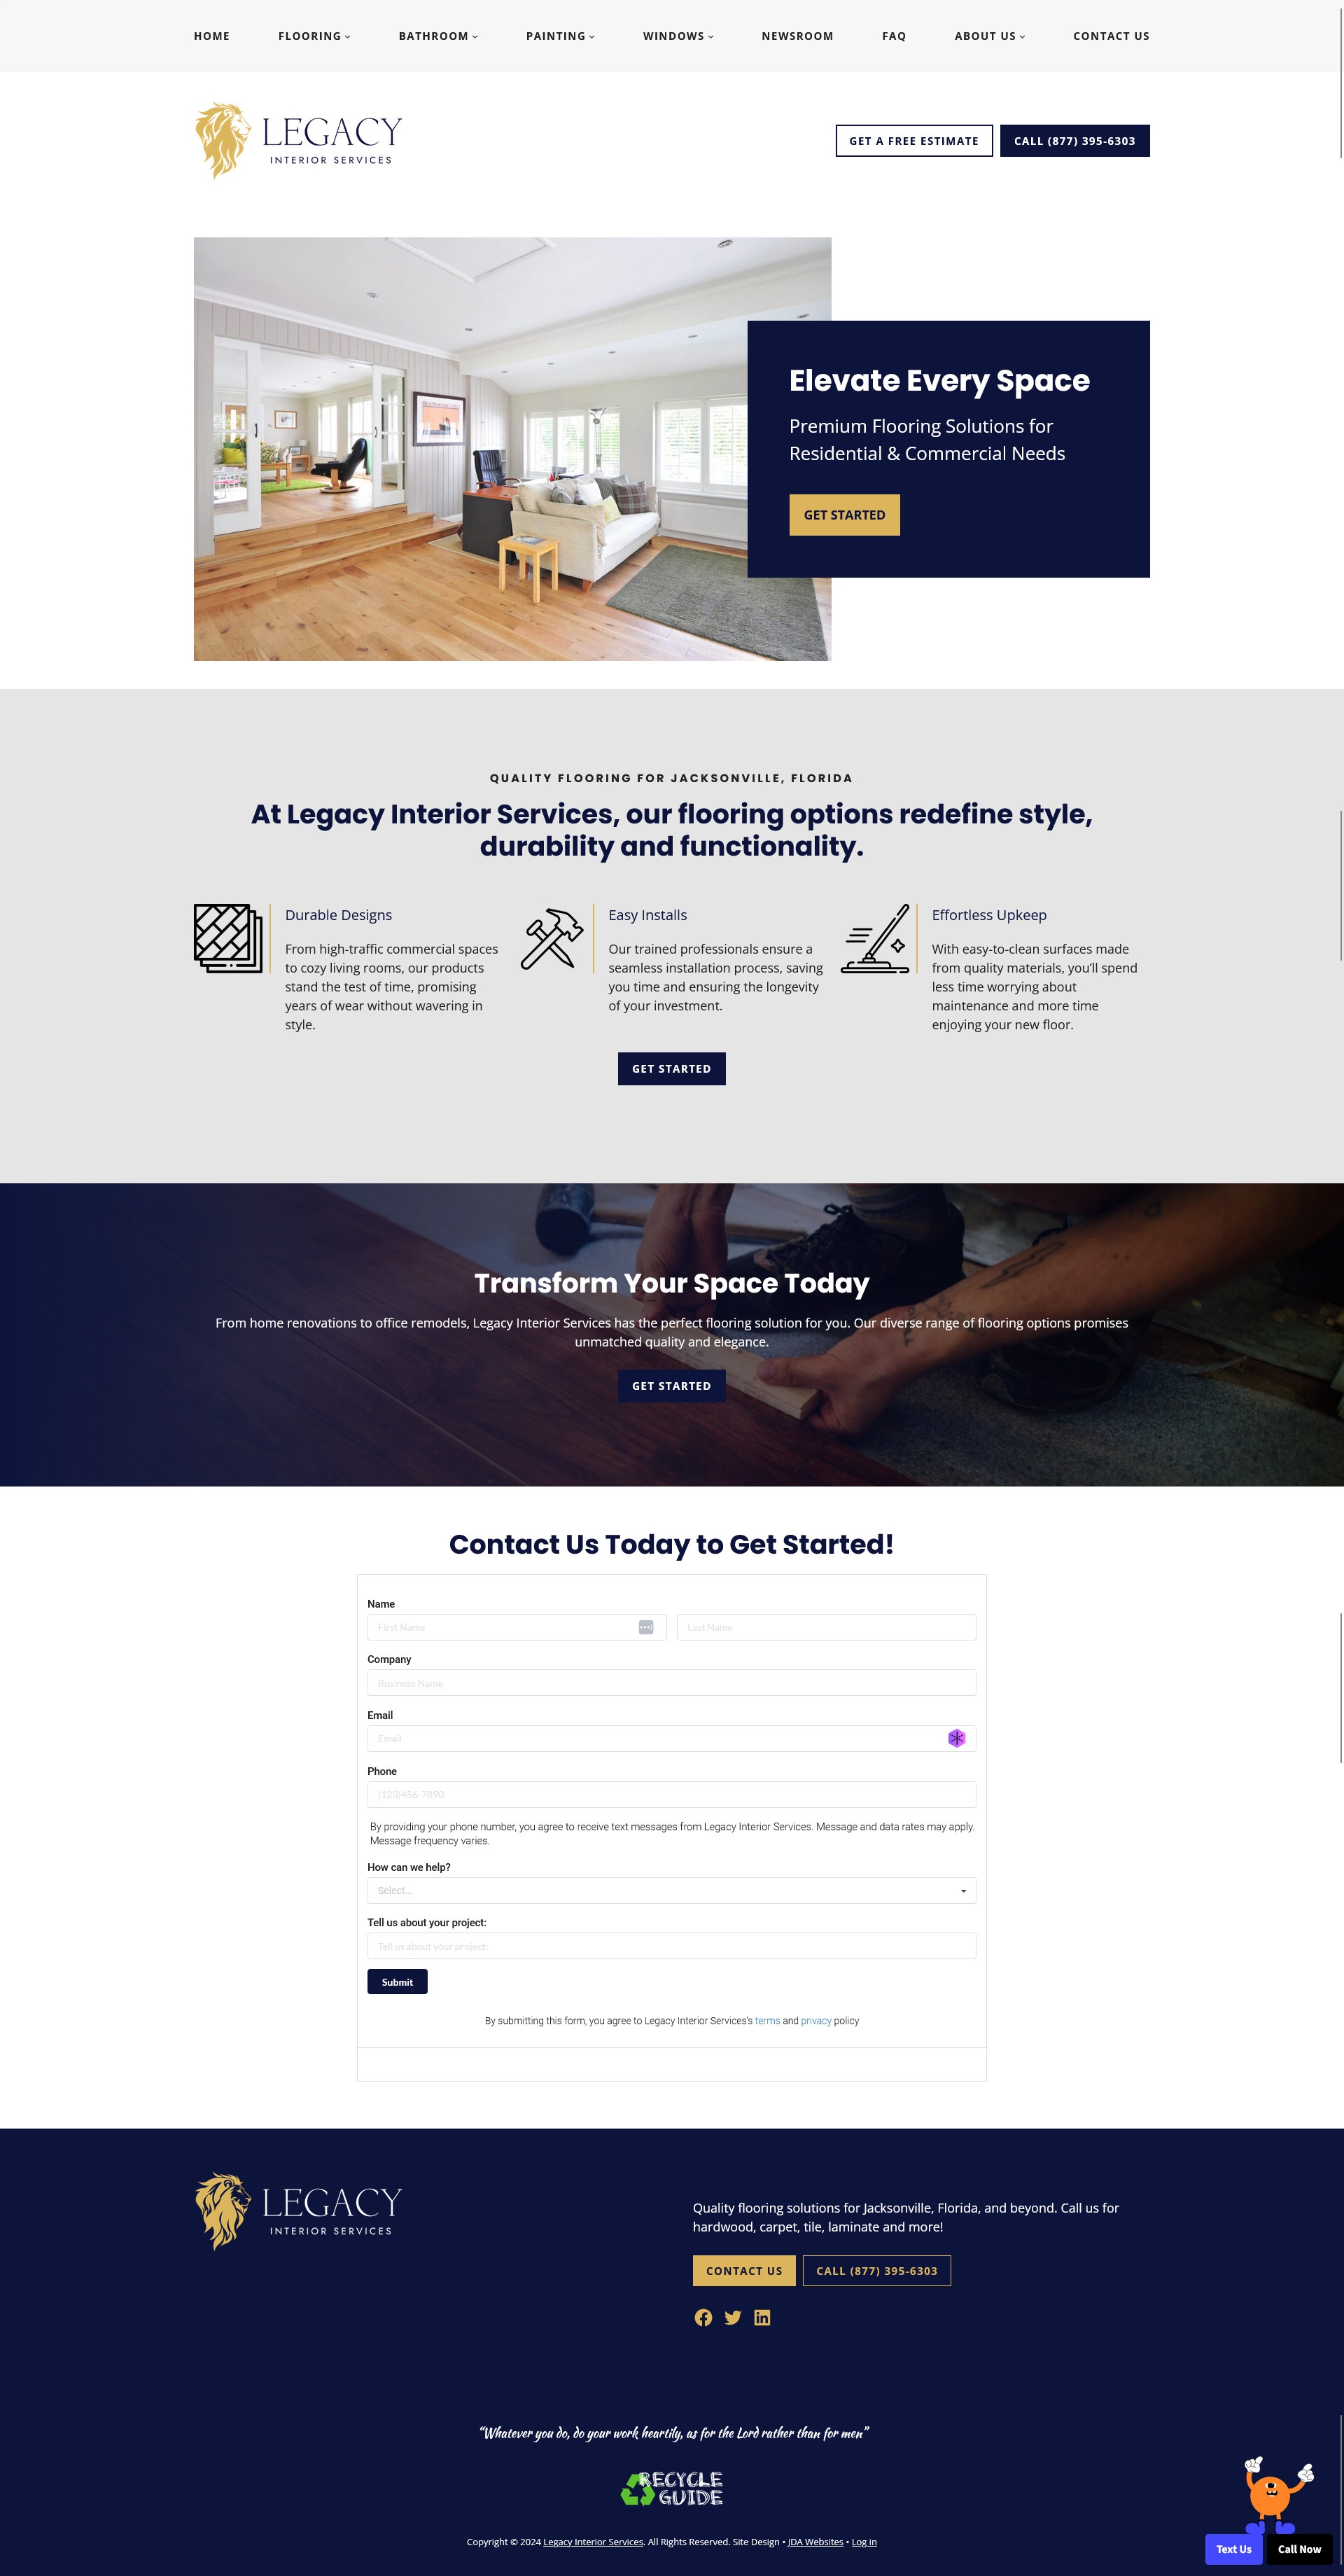 HOME FLOORING BATHROOM PAINTING WINDOWS NEWSROOM FAQ ABOUT US CONTACT US
LEGACY
INTERIOR SERVICES
GET A FREE ESTIMATE
CALL (877) 395-6303
Elevate Every Space
Premium Flooring Solutions for
Residential & Commercial Needs
GET STARTED
QUALITY FLOORING FOR JACKSONVILLE, FLORIDA
At Legacy Interior Services, our flooring options redefine style,
durability and functionality.
Durable Designs
From high-traffic commercial spaces
to cozy living rooms, our products
stand the test of time, promising
years of wear without wavering in
style.
Easy Installs
Our trained professionals ensure a
seamless installation process, saving
you time and ensuring the longevity
of your investment.
Effortless Upkeep
With easy-to-clean surfaces made
from quality materials, you’ll spend
less time worrying about
maintenance and more time
enjoying your new floor.
GET STARTED
Transform Your Space Today
From home renovations to office remodels, Legacy Interior Services has the perfect flooring solution for you. Our diverse range of flooring options promises
unmatched quality and elegance.
GET STARTED
Contact Us Today to Get Started!
Name
First Name
Last Name
Company
Business Name
Email
Email
Phone
(123)456-7890
By providing your phone number, you agree to receive text messages from Legacy Interior Services. Message and data rates may apply.
Message frequency varies.
How can we help?
Select...
Tell us about your project:
Tell us about your project:
Submit
By submitting this form, you agree to Legacy Interior Services's terms and privacy policy
LEGACY
INTERIOR SERVICES
Quality flooring solutions for Jacksonville, Florida, and beyond. Call us for
hardwood, carpet, tile, laminate and more!
CONTACT US
CALL (877) 395-6303
“Whatever you do, do your work heartily, as for the Lord rather than for men”
RECYCLE
GUIDE
Copyright © 2024 Legacy Interior Services. All Rights Reserved. Site Design • JDA Websites • Log in
Text Us
Call Now